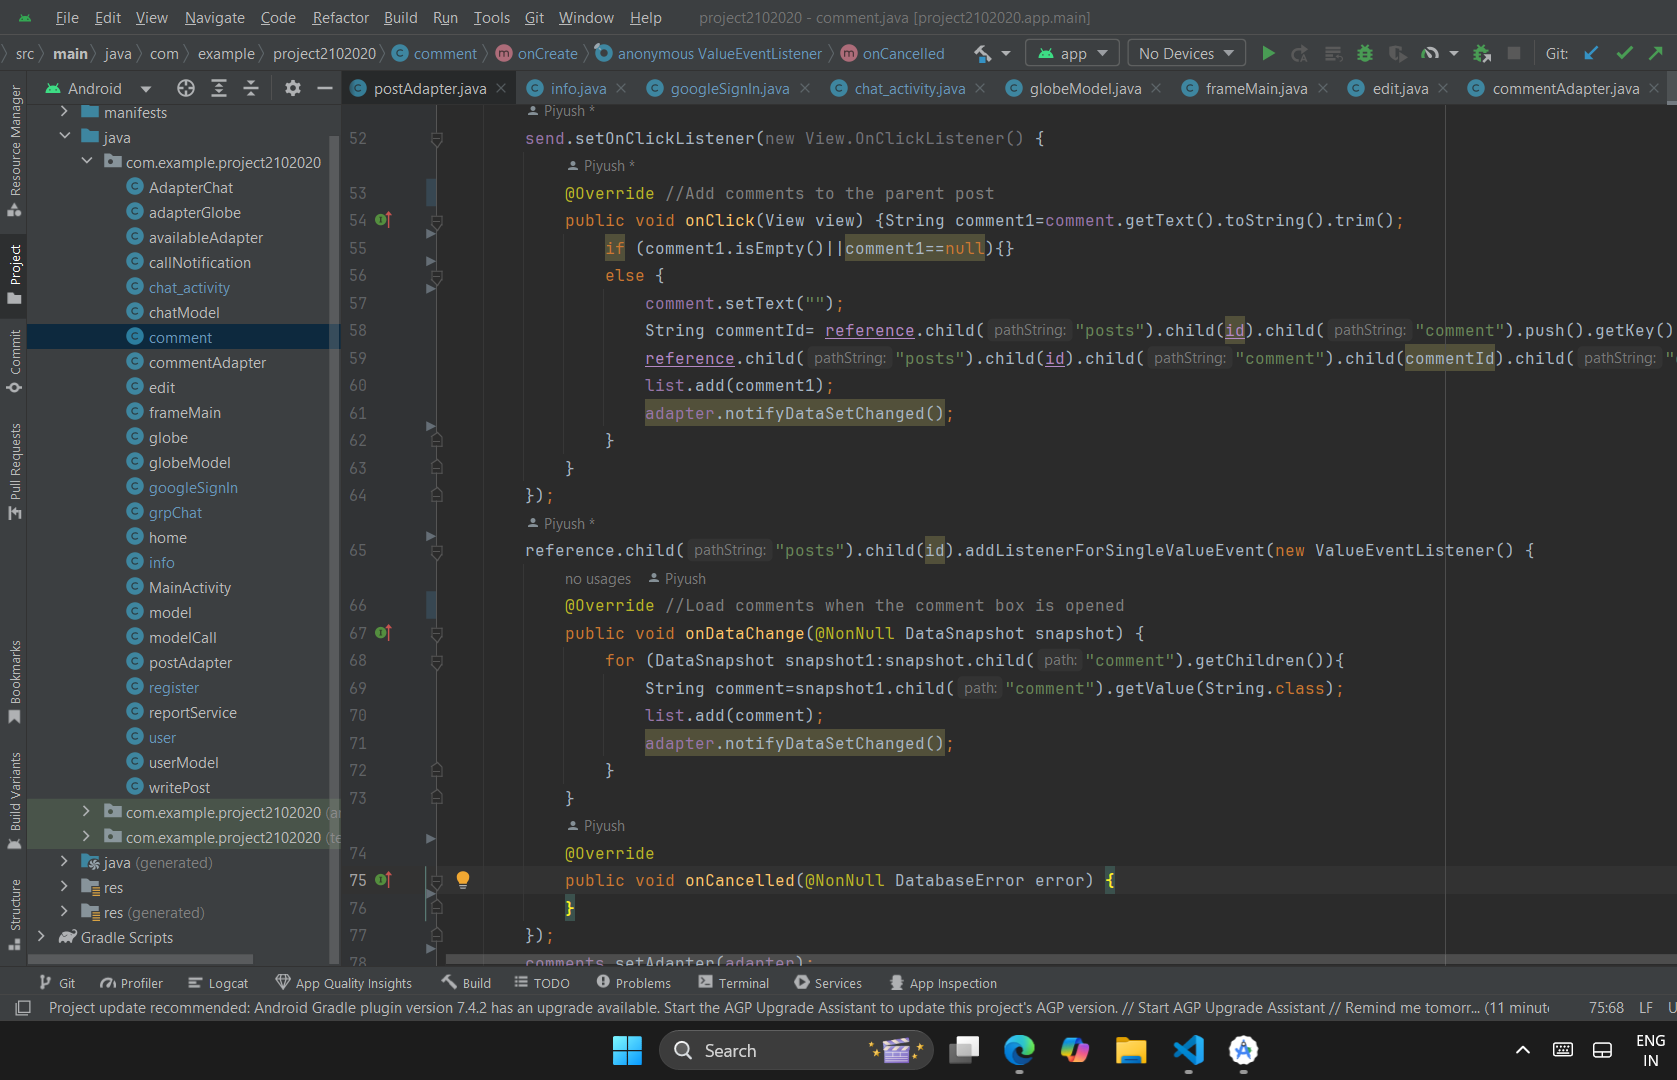 File Edit View Navigate Code Refactor Build Run Tools Git Window Help project2102020 - comment.java [project2102020.app.main]
src main java com example project2102020 comment onCreate anonymous ValueEventListener onCancelled app No Devices Git:
Android
postAdapter.java info.java googleSignIn.java chat_activity.java globeModel.java frameMain.java edit.java commentAdapter.java
Resource Manager
Project
Commit
Pull Requests
Bookmarks
Build Variants
Structure
manifests
java
com.example.project2102020
AdapterChat
adapterGlobe
availableAdapter
callNotification
chat_activity
chatModel
comment
commentAdapter
edit
frameMain
globe
globeModel
googleSignIn
grpChat
home
info
MainActivity
model
modelCall
postAdapter
register
reportService
user
userModel
writePost
com.example.project2102020 (a
com.example.project2102020 (te
java (generated)
res
res (generated)
Gradle Scripts
Piyush *
52 send.setOnClickListener(new View.OnClickListener() {
Piyush *
53 @Override //Add comments to the parent post
54 public void onClick(View view) {String comment1=comment.getText().toString().trim();
55 if (comment1.isEmpty()||comment1==null){}
56 else {
57 comment.setText("");
58 String commentId= reference.child( pathString: "posts").child(id).child( pathString: "comment").push().getKey()
59 reference.child( pathString: "posts").child(id).child( pathString: "comment").child(commentId).child( pathString: "
60 list.add(comment1);
61 adapter.notifyDataSetChanged();
62 }
63 }
64 });
Piyush *
65 reference.child( pathString: "posts").child(id).addListenerForSingleValueEvent(new ValueEventListener() {
no usages Piyush
66 @Override //Load comments when the comment box is opened
67 public void onDataChange(@NonNull DataSnapshot snapshot) {
68 for (DataSnapshot snapshot1:snapshot.child( path: "comment").getChildren()){
69 String comment=snapshot1.child( path: "comment").getValue(String.class);
70 list.add(comment);
71 adapter.notifyDataSetChanged();
72 }
73 }
Piyush
74 @Override
75 public void onCancelled(@NonNull DatabaseError error) {
76 }
77 });
78 comments.setAdapter(adapter);
Git Profiler Logcat App Quality Insights Build TODO Problems Terminal Services App Inspection
Project update recommended: Android Gradle plugin version 7.4.2 has an upgrade available. Start the AGP Upgrade Assistant to update this project's AGP version. // Start AGP Upgrade Assistant // Remind me tomorr... (11 minute 75:68 LF U
Search
ENG
IN